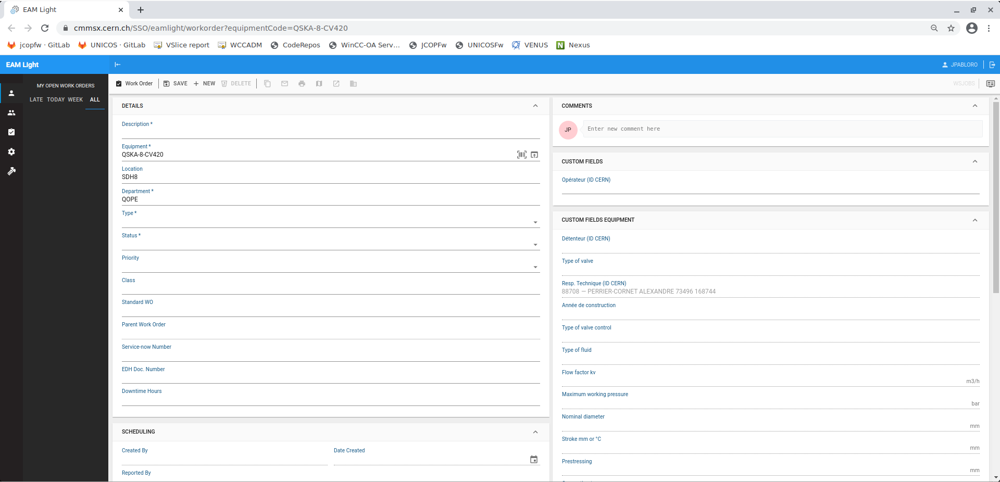 EAM Light
cmmsx.cern.ch/SSO/eamlight/workorder?equipmentCode=QSKA-8-CV420
jcopfw · GitLab
UNICOS · GitLab
VSlice report
WCCADM
CodeRepos
WinCC-OA Serv...
JCOPFw
UNICOSFw
VENUS
N
Nexus
EAM Light
JPABLORO
MY OPEN WORK ORDERS
LATE TODAY WEEK ALL
Work Order
SAVE
NEW
DELETE
WSJOBS
DETAILS
Description *
Equipment *
QSKA-8-CV420
Location
SDH8
Department *
QOPE
Type *
Status *
Priority
Class
Standard WO
Parent Work Order
Service-now Number
EDH Doc. Number
Downtime Hours
SCHEDULING
Created By
Date Created
Reported By
COMMENTS
JP
Enter new comment here
CUSTOM FIELDS
Opérateur (ID CERN)
CUSTOM FIELDS EQUIPMENT
Détenteur (ID CERN)
Type of valve
Resp. Technique (ID CERN)
88708 — PERRIER-CORNET ALEXANDRE 73496 168744
Année de construction
Type of valve control
Type of fluid
Flow factor kv
m3/h
Maximum working pressure
bar
Nominal diameter
mm
Stroke mm or °C
mm
Prestressing
mm